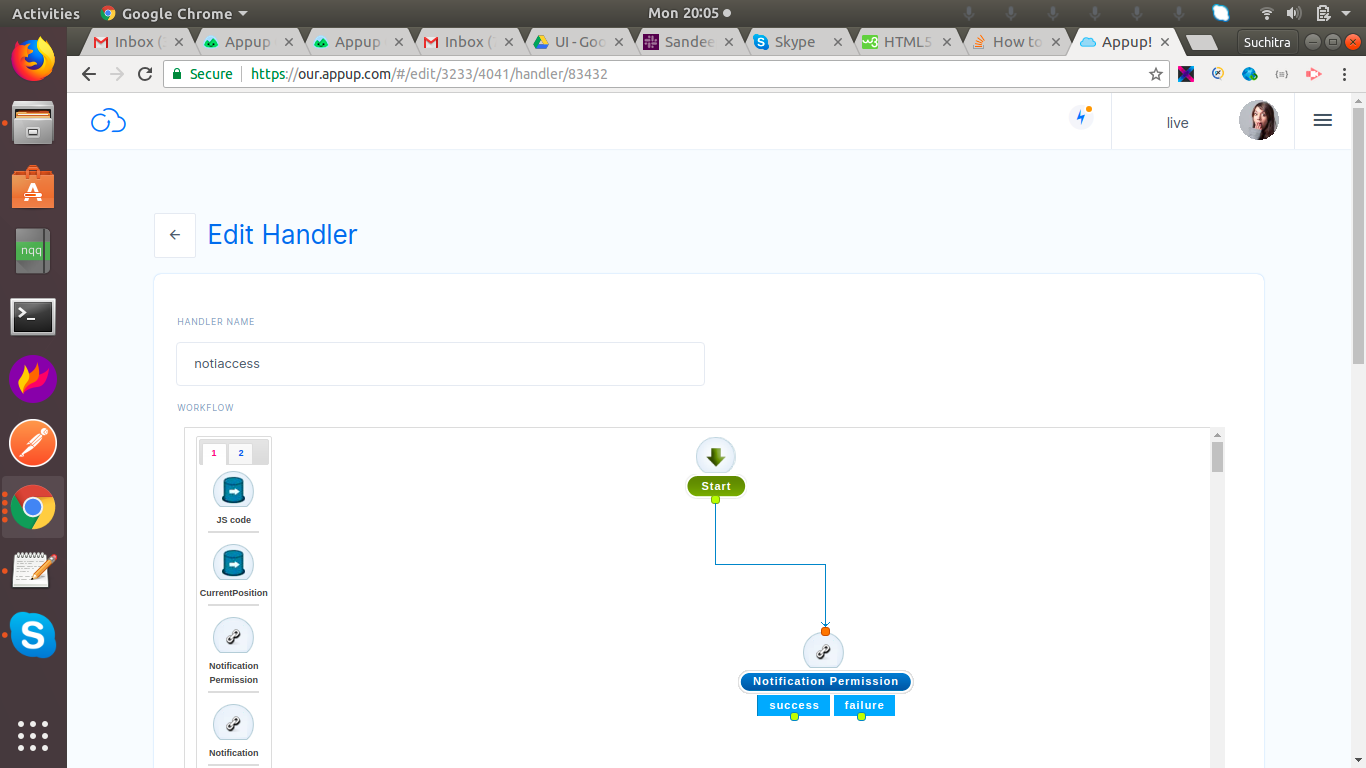 Activities Google Chrome Mon 20:05
Inbox ( Appup Appup Inbox ( UI - Goo Sandee Skype HTML5 How to Appup! Suchitra
Secure https://our.appup.com/#/edit/3233/4041/handler/83432
live
Edit Handler
HANDLER NAME
notiaccess
WORKFLOW
1 2
JS code
CurrentPosition
Notification
Permission
Notification
Start
Notification Permission
success failure
nqq